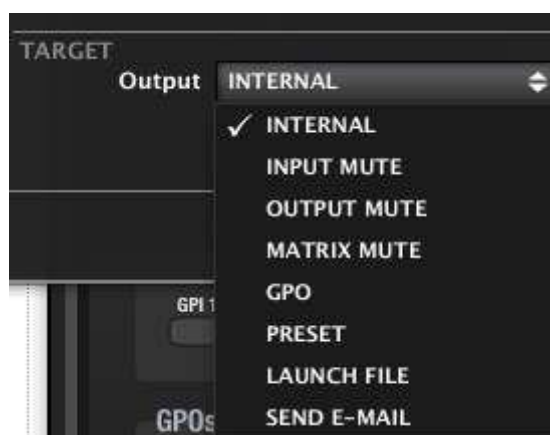 TARGET
Output INTERNAL
✓ INTERNAL
INPUT MUTE
OUTPUT MUTE
MATRIX MUTE
GPO
GPI 1
PRESET
LAUNCH FILE
GPOs
SEND E-MAIL